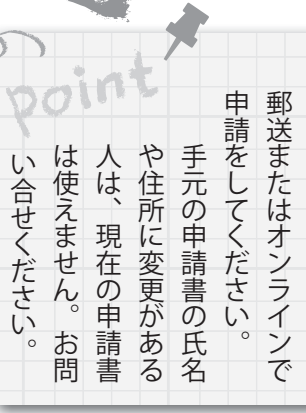 point
郵送またはオンラインで
申請をしてください。
手元の申請書の氏名
や住所に変更がある
人は、現在の申請書
は使えません。お問
い合せください。